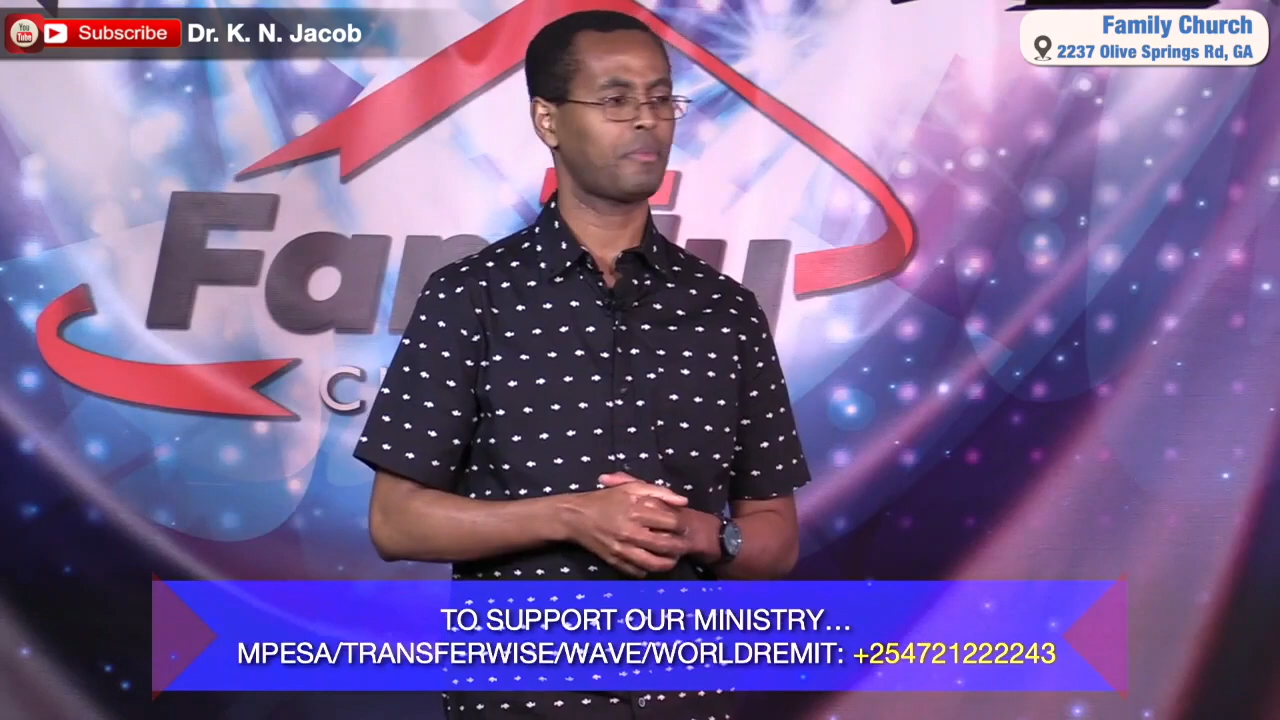 You
Tube
Subscribe
Dr. K. N. Jacob
Family Church
2237 Olive Springs Rd, GA
TO SUPPORT OUR MINISTRY...
MPESA/TRANSFERWISE/WAVE/WORLDREMIT: +254721222243